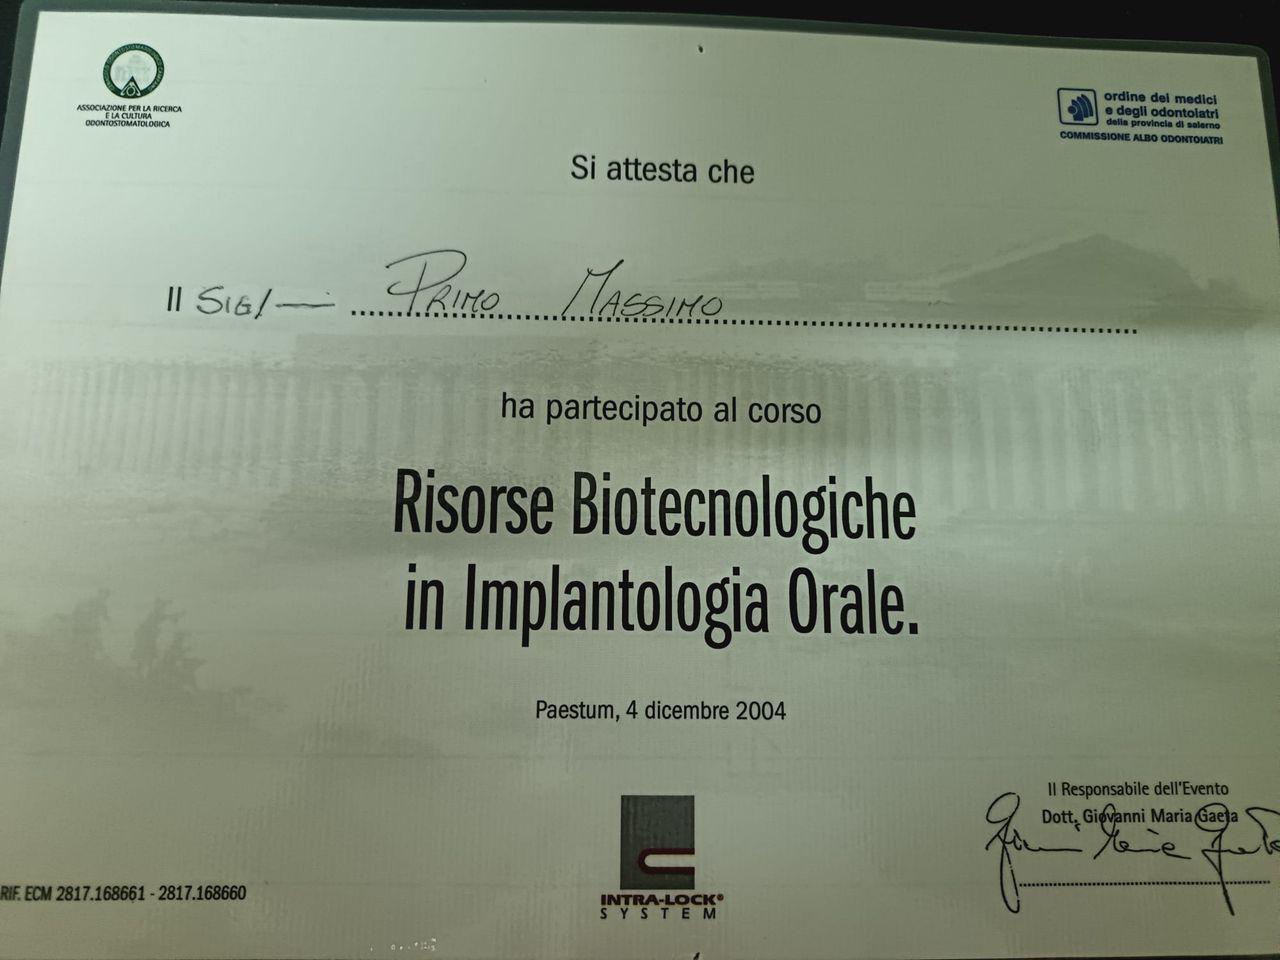 ASSOCIAZIONE PER LA RICERCA
E LA CULTURA
ODONTOSTOMATOLOGICA
ordine dei medici
e degli odontoiatri
della provincia di salerno
COMMISSIONE ALBO ODONTOIATRI
Si attesta che
Il SIG/ PRIMO MASSIMO
ha partecipato al corso
Risorse Biotecnologiche
in Implantologia Orale.
Paestum, 4 dicembre 2004
Il Responsabile dell'Evento
Dott. Giovanni Maria Gaeta
RIF. ECM 2817.168661 - 2817.168660
INTRA-LOCK®
SYSTEM